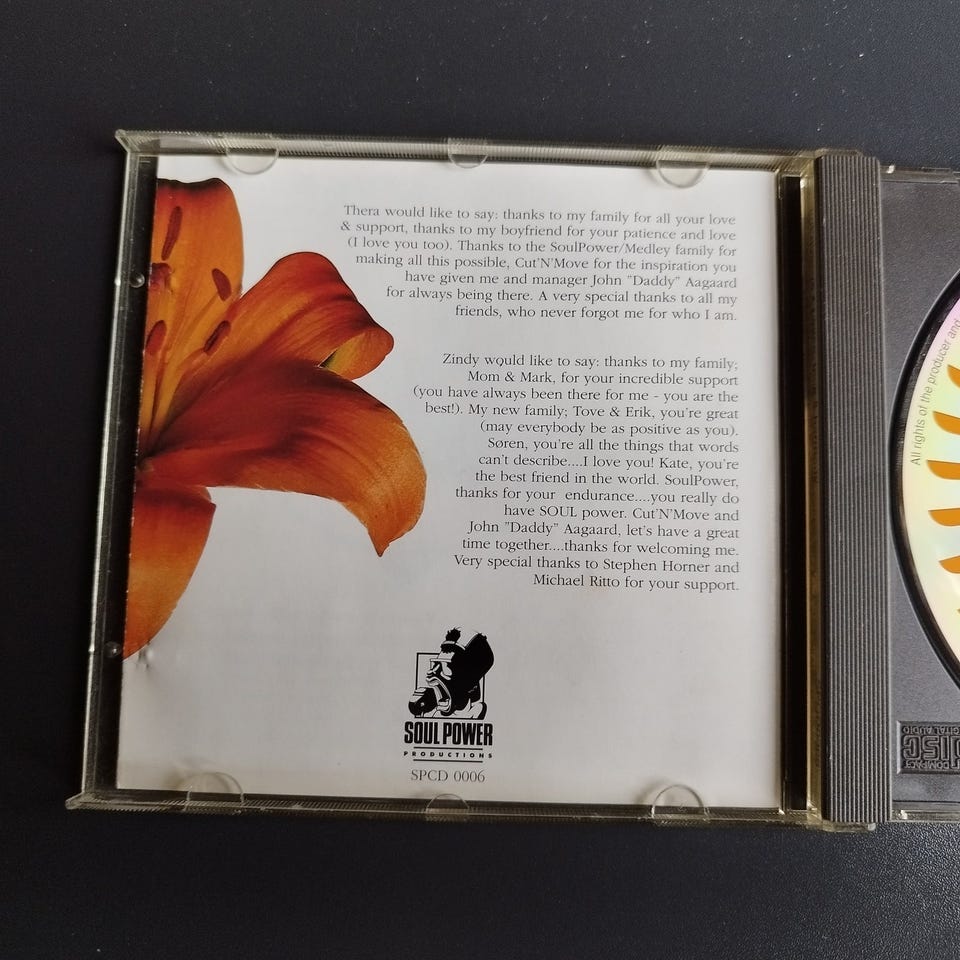 Thera would like to say: thanks to my family for all your love
& support, thanks to my boyfriend for your patience and love
(I love you too). Thanks to the SoulPower/Medley family for
making all this possible, Cut'N'Move for the inspiration you
have given me and manager John "Daddy" Aagaard
for always being there. A very special thanks to all my
friends, who never forgot me for who I am.
Zindy would like to say: thanks to my family;
Mom & Mark, for your incredible support
(you have always been there for me - you are the
best!). My new family; Tove & Erik, you're great
(may everybody be as positive as you).
Søren, you're all the things that words
can't describe....I love you! Kate, you're
the best friend in the world. SoulPower,
thanks for your endurance....you really do
have SOUL power. Cut'N'Move and
John "Daddy" Aagaard, let's have a great
time together....thanks for welcoming me.
Very special thanks to Stephen Horner and
Michael Ritto for your support.
SOUL POWER
PRODUCTIONS
SPCD 0006
All rights of the producer and
COMPACT
DISC
DIGITAL AUDIO